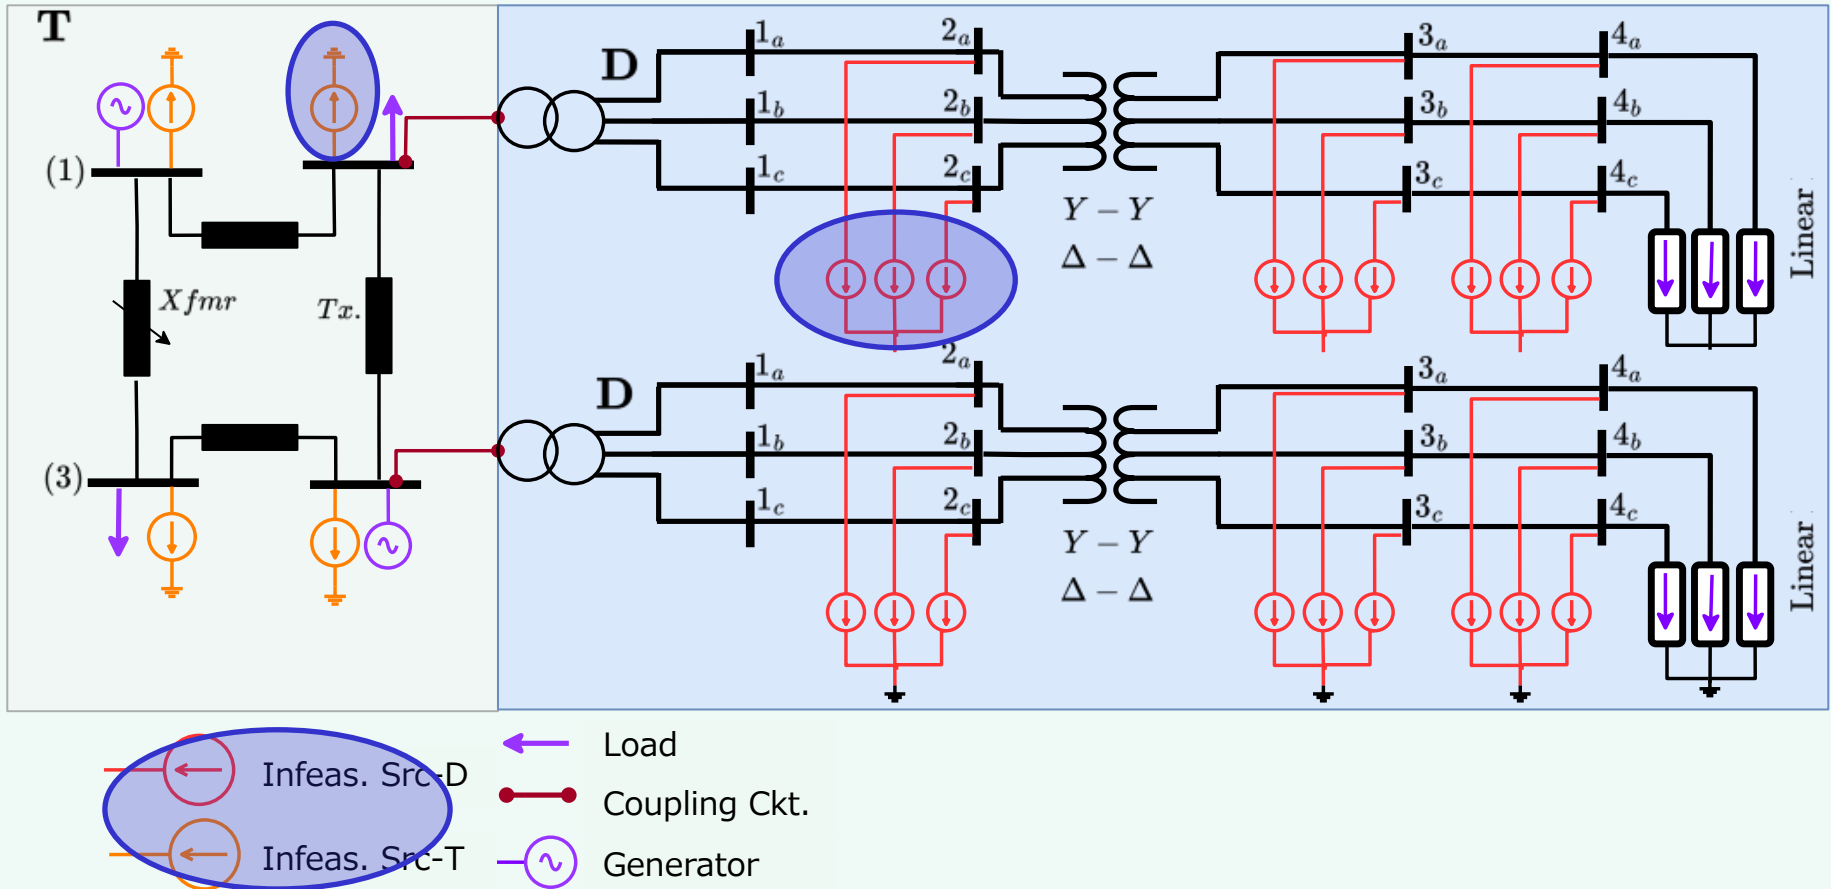 T
(1)
Xfmr
Tx.
(3)
D
1a
2a
1b
2b
1c
2c
Y − Y
Δ − Δ
3a
4a
3b
4b
3c
4c
Linear
D
1a
2a
1b
2b
1c
2c
Y − Y
Δ − Δ
3a
4a
3b
4b
3c
4c
Linear
Infeas. Src-D
Infeas. Src-T
Load
Coupling Ckt.
Generator